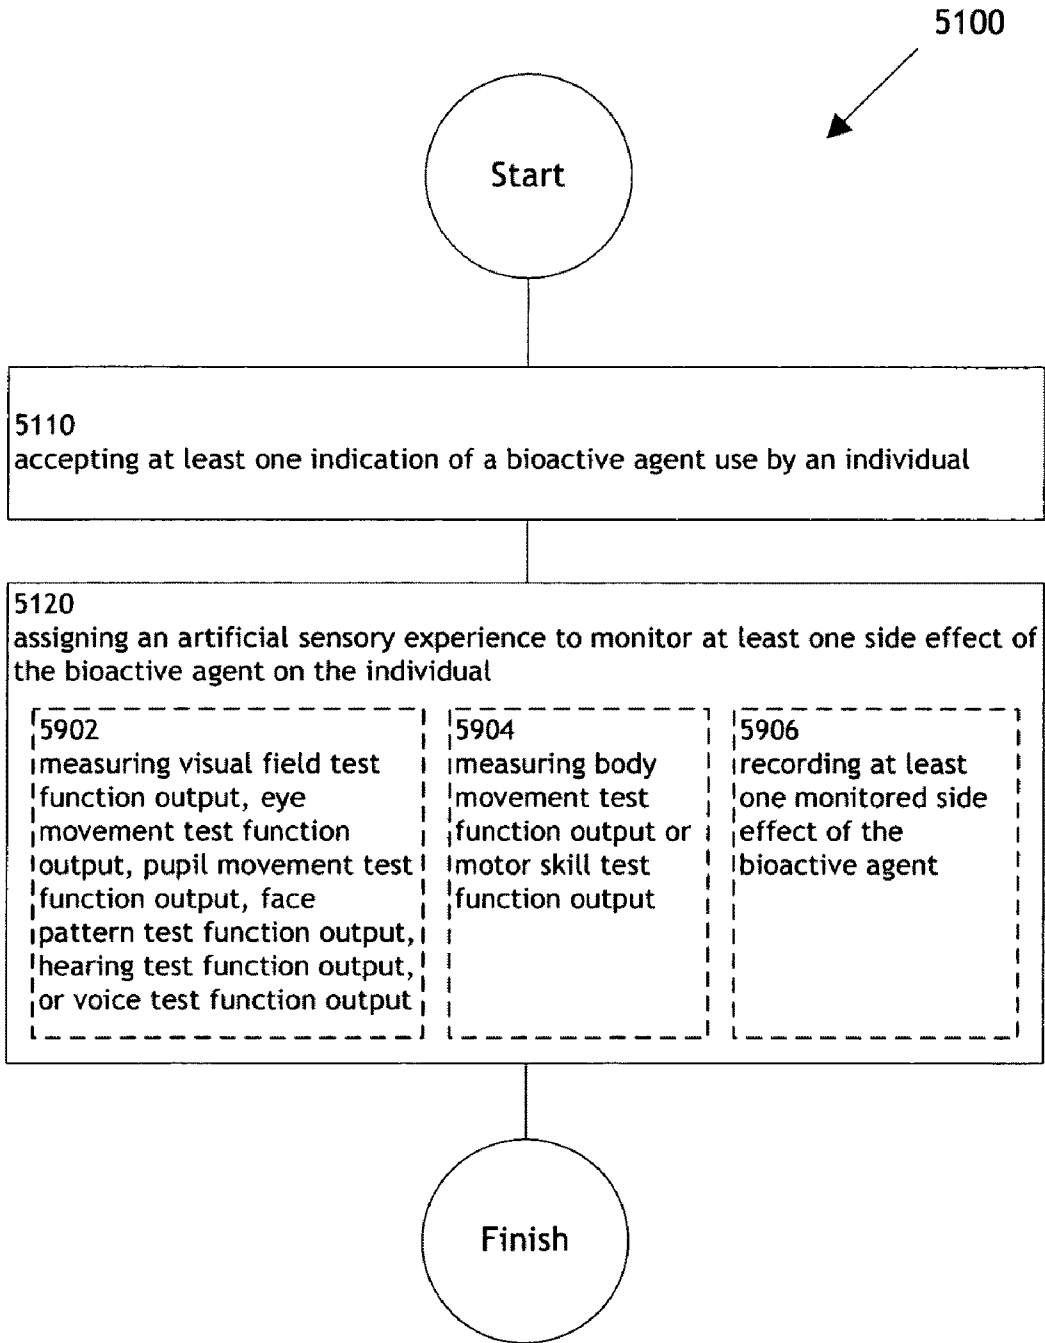 5100
Start
5110
accepting at least one indication of a bioactive agent use by an individual
5120
assigning an artificial sensory experience to monitor at least one side effect of
the bioactive agent on the individual
5902
measuring visual field test
function output, eye
movement test function
output, pupil movement test
function output, face
pattern test function output,
hearing test function output,
or voice test function output
5904
measuring body
movement test
function output or
motor skill test
function output
5906
recording at least
one monitored side
effect of the
bioactive agent
Finish